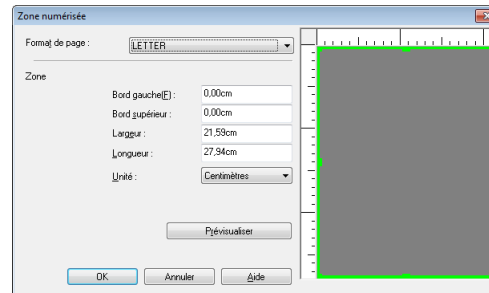 Zone numérisée
Format de page : LETTER
Zone
Bord gauche(F) : 0,00cm
Bord supérieur : 0,00cm
Largeur : 21,59cm
Longueur : 27,94cm
Unité : Centimètres
Prévisualiser
OK Annuler Aide